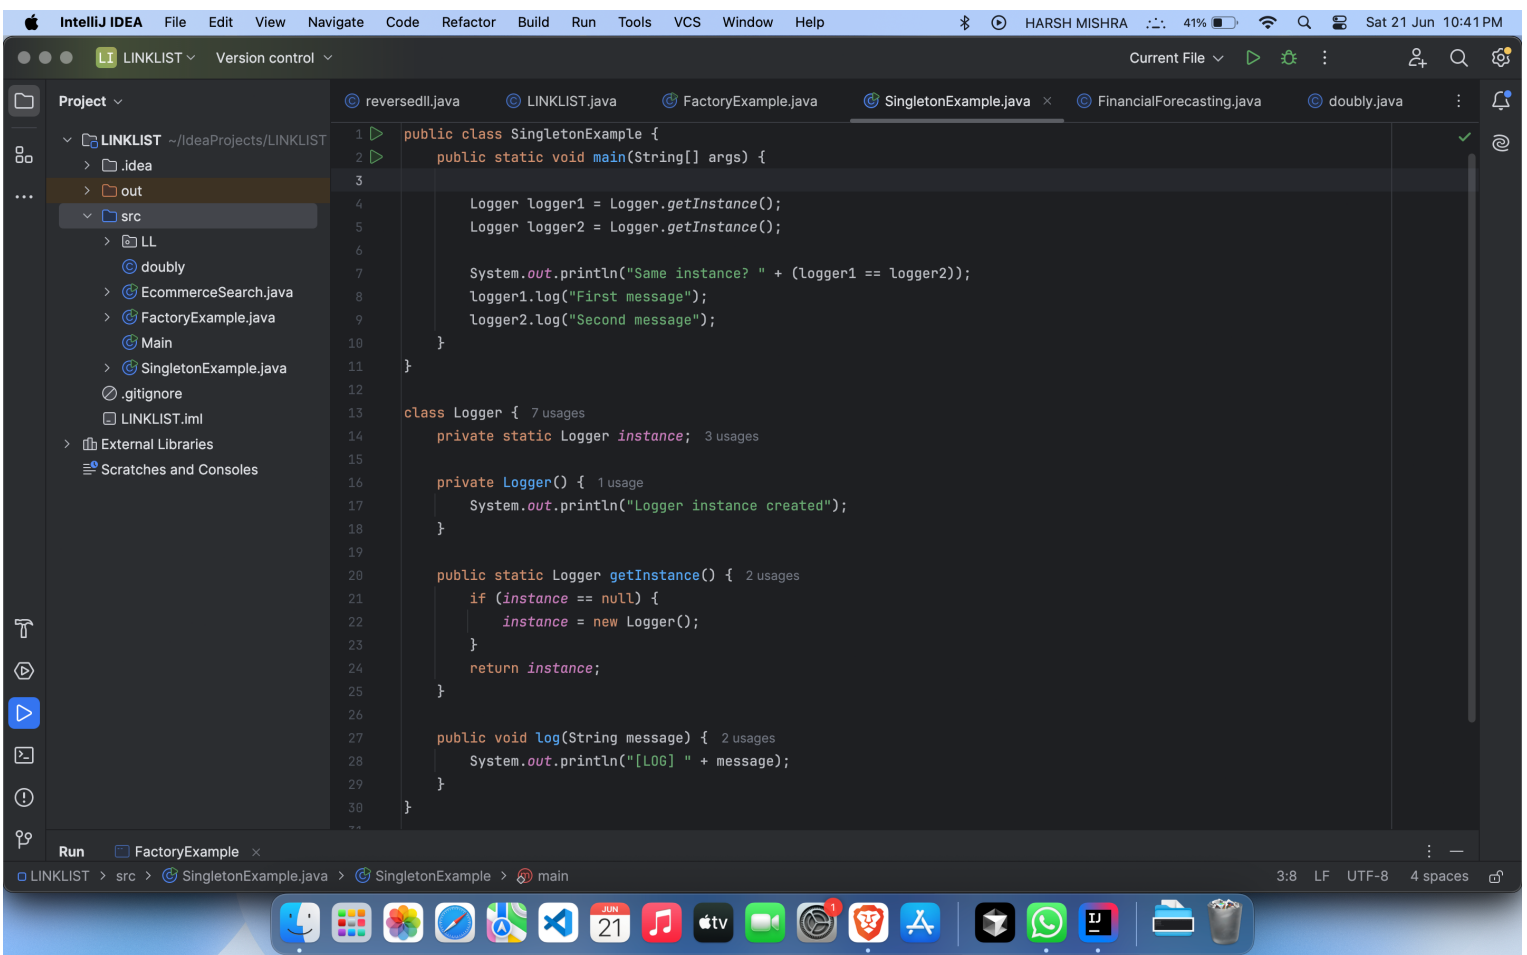 IntelliJ IDEA File Edit View Navigate Code Refactor Build Run Tools VCS Window Help HARSH MISHRA 41% Sat 21 Jun 10:41 PM
LI LINKLIST Version control Current File
Project
reversedll.java LINKLIST.java FactoryExample.java SingletonExample.java FinancialForecasting.java doubly.java
LINKLIST ~/IdeaProjects/LINKLIST
.idea
out
src
LL
doubly
EcommerceSearch.java
FactoryExample.java
Main
SingletonExample.java
.gitignore
LINKLIST.iml
External Libraries
Scratches and Consoles
1 public class SingletonExample {
2 public static void main(String[] args) {
3
4 Logger logger1 = Logger.getInstance();
5 Logger logger2 = Logger.getInstance();
6
7 System.out.println("Same instance? " + (logger1 == logger2));
8 logger1.log("First message");
9 logger2.log("Second message");
10 }
11 }
12
13 class Logger { 7 usages
14 private static Logger instance; 3 usages
15
16 private Logger() { 1 usage
17 System.out.println("Logger instance created");
18 }
19
20 public static Logger getInstance() { 2 usages
21 if (instance == null) {
22 instance = new Logger();
23 }
24 return instance;
25 }
26
27 public void log(String message) { 2 usages
28 System.out.println("[LOG] " + message);
29 }
30 }
Run FactoryExample
LINKLIST > src > SingletonExample.java > SingletonExample > main 3:8 LF UTF-8 4 spaces
JUN
21
tv
1
IJ